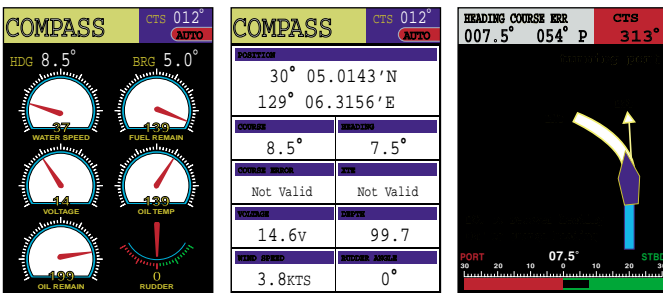 COMPASS CTS 012°
AUTO
HDG 8.5° BRG 5.0°
37 139
WATER SPEED FUEL REMAIN
14 139
VOLTAGE OIL TEMP
199 0
OIL REMAIN RUDDER
COMPASS CTS 012°
AUTO
POSITION
30° 05.0143'N
129° 06.3156'E
COURSE HEADING
8.5° 7.5°
COURSE ERROR XTE
Not Valid Not Valid
VOLTAGE DEPTH
14.6V 99.7
WIND SPEED RUDDER ANGLE
3.8KTS 0°
HEADING COURSE ERR CTS
007.5° 054° P 313°
turning port
PORT 07.5° STBD
30 20 10 0 10 20 30